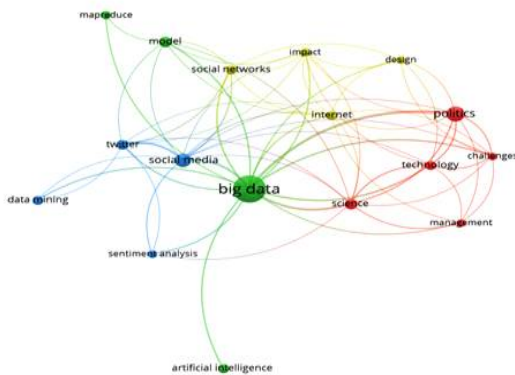 mapreduce
model
impact
social networks
design
internet
politics
twitter
social media
challenges
technology
big data
data mining
science
management
sentiment analysis
artificial intelligence